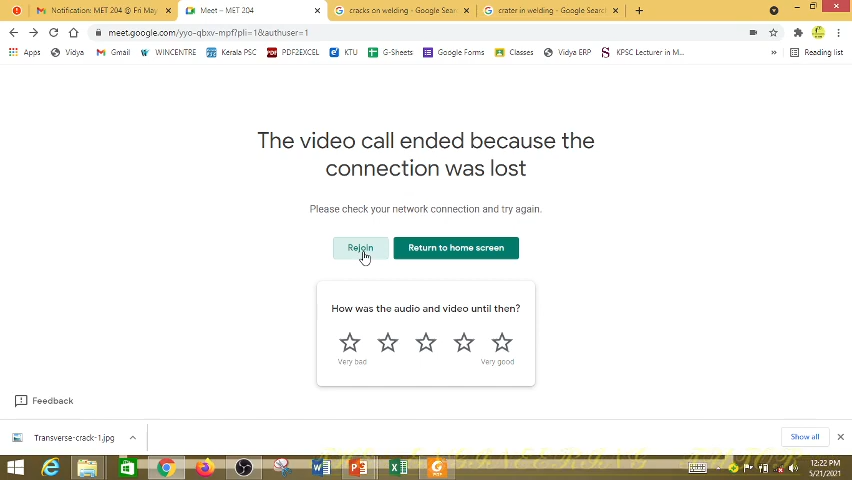 Notification: MET 204 @ Fri May
Meet – MET 204
cracks on welding - Google Sear
crater in welding - Google Searc
meet.google.com/yyo-qbxv-mpf?pli=1&authuser=1
Apps
Vidya
Gmail
WINCENTRE
Kerala PSC
PDF2EXCEL
KTU
G-Sheets
Google Forms
Classes
Vidya ERP
KPSC Lecturer in M...
Reading list
The video call ended because the
connection was lost
Please check your network connection and try again.
Rejoin
Return to home screen
How was the audio and video until then?
Very bad
Very good
Feedback
Transverse-crack-1.jpg
Show all
12:22 PM
5/21/2021